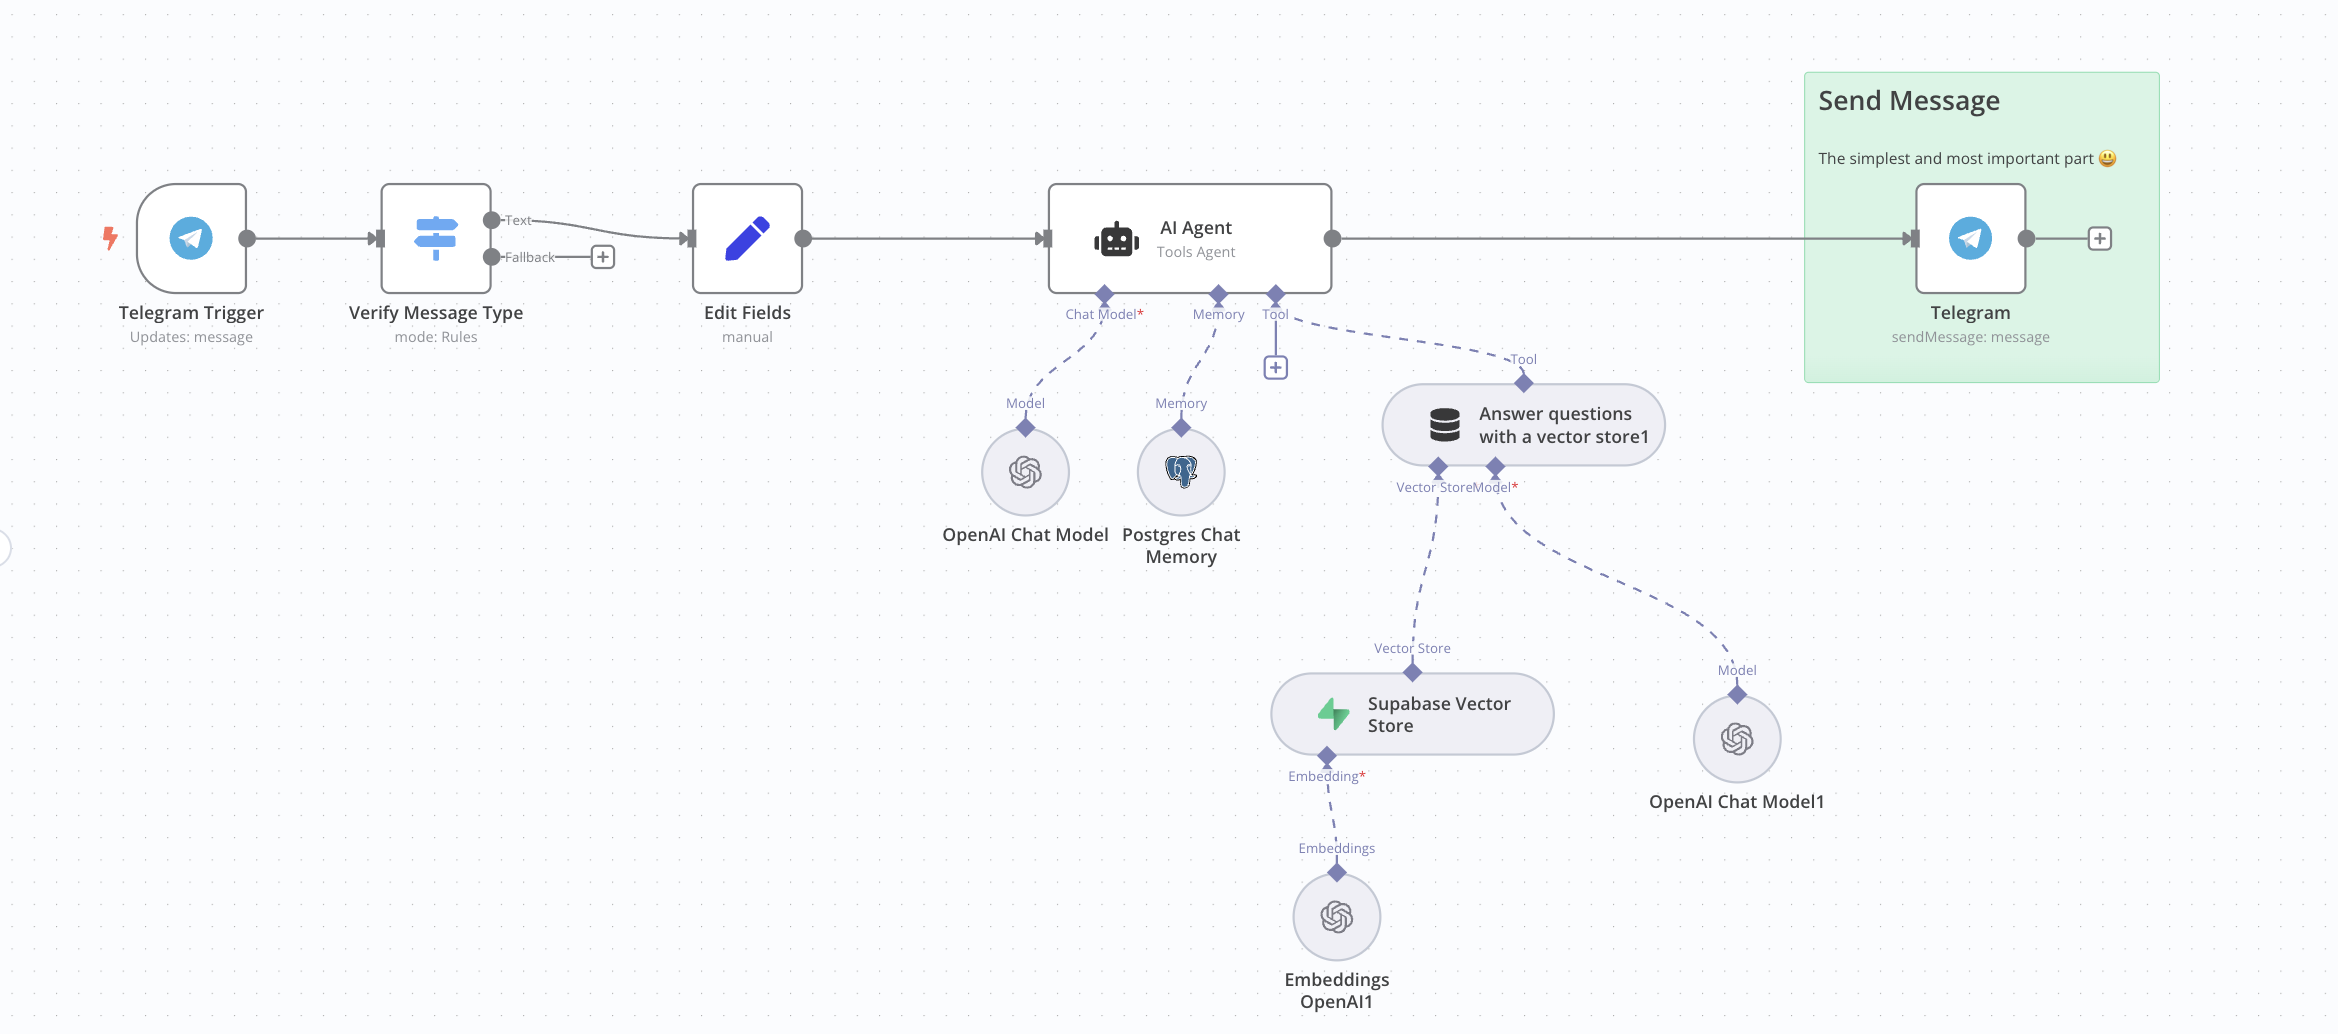 Send Message
The simplest and most important part 😃
Text
Fallback
Telegram Trigger
Updates: message
Verify Message Type
mode: Rules
Edit Fields
manual
AI Agent
Tools Agent
Chat Model*
Memory
Tool
Telegram
sendMessage: message
Model
Memory
Tool
OpenAI Chat Model
Postgres Chat
Memory
Answer questions
with a vector store1
Vector Store
Model*
Vector Store
Model
Supabase Vector
Store
Embedding*
OpenAI Chat Model1
Embeddings
Embeddings
OpenAI1